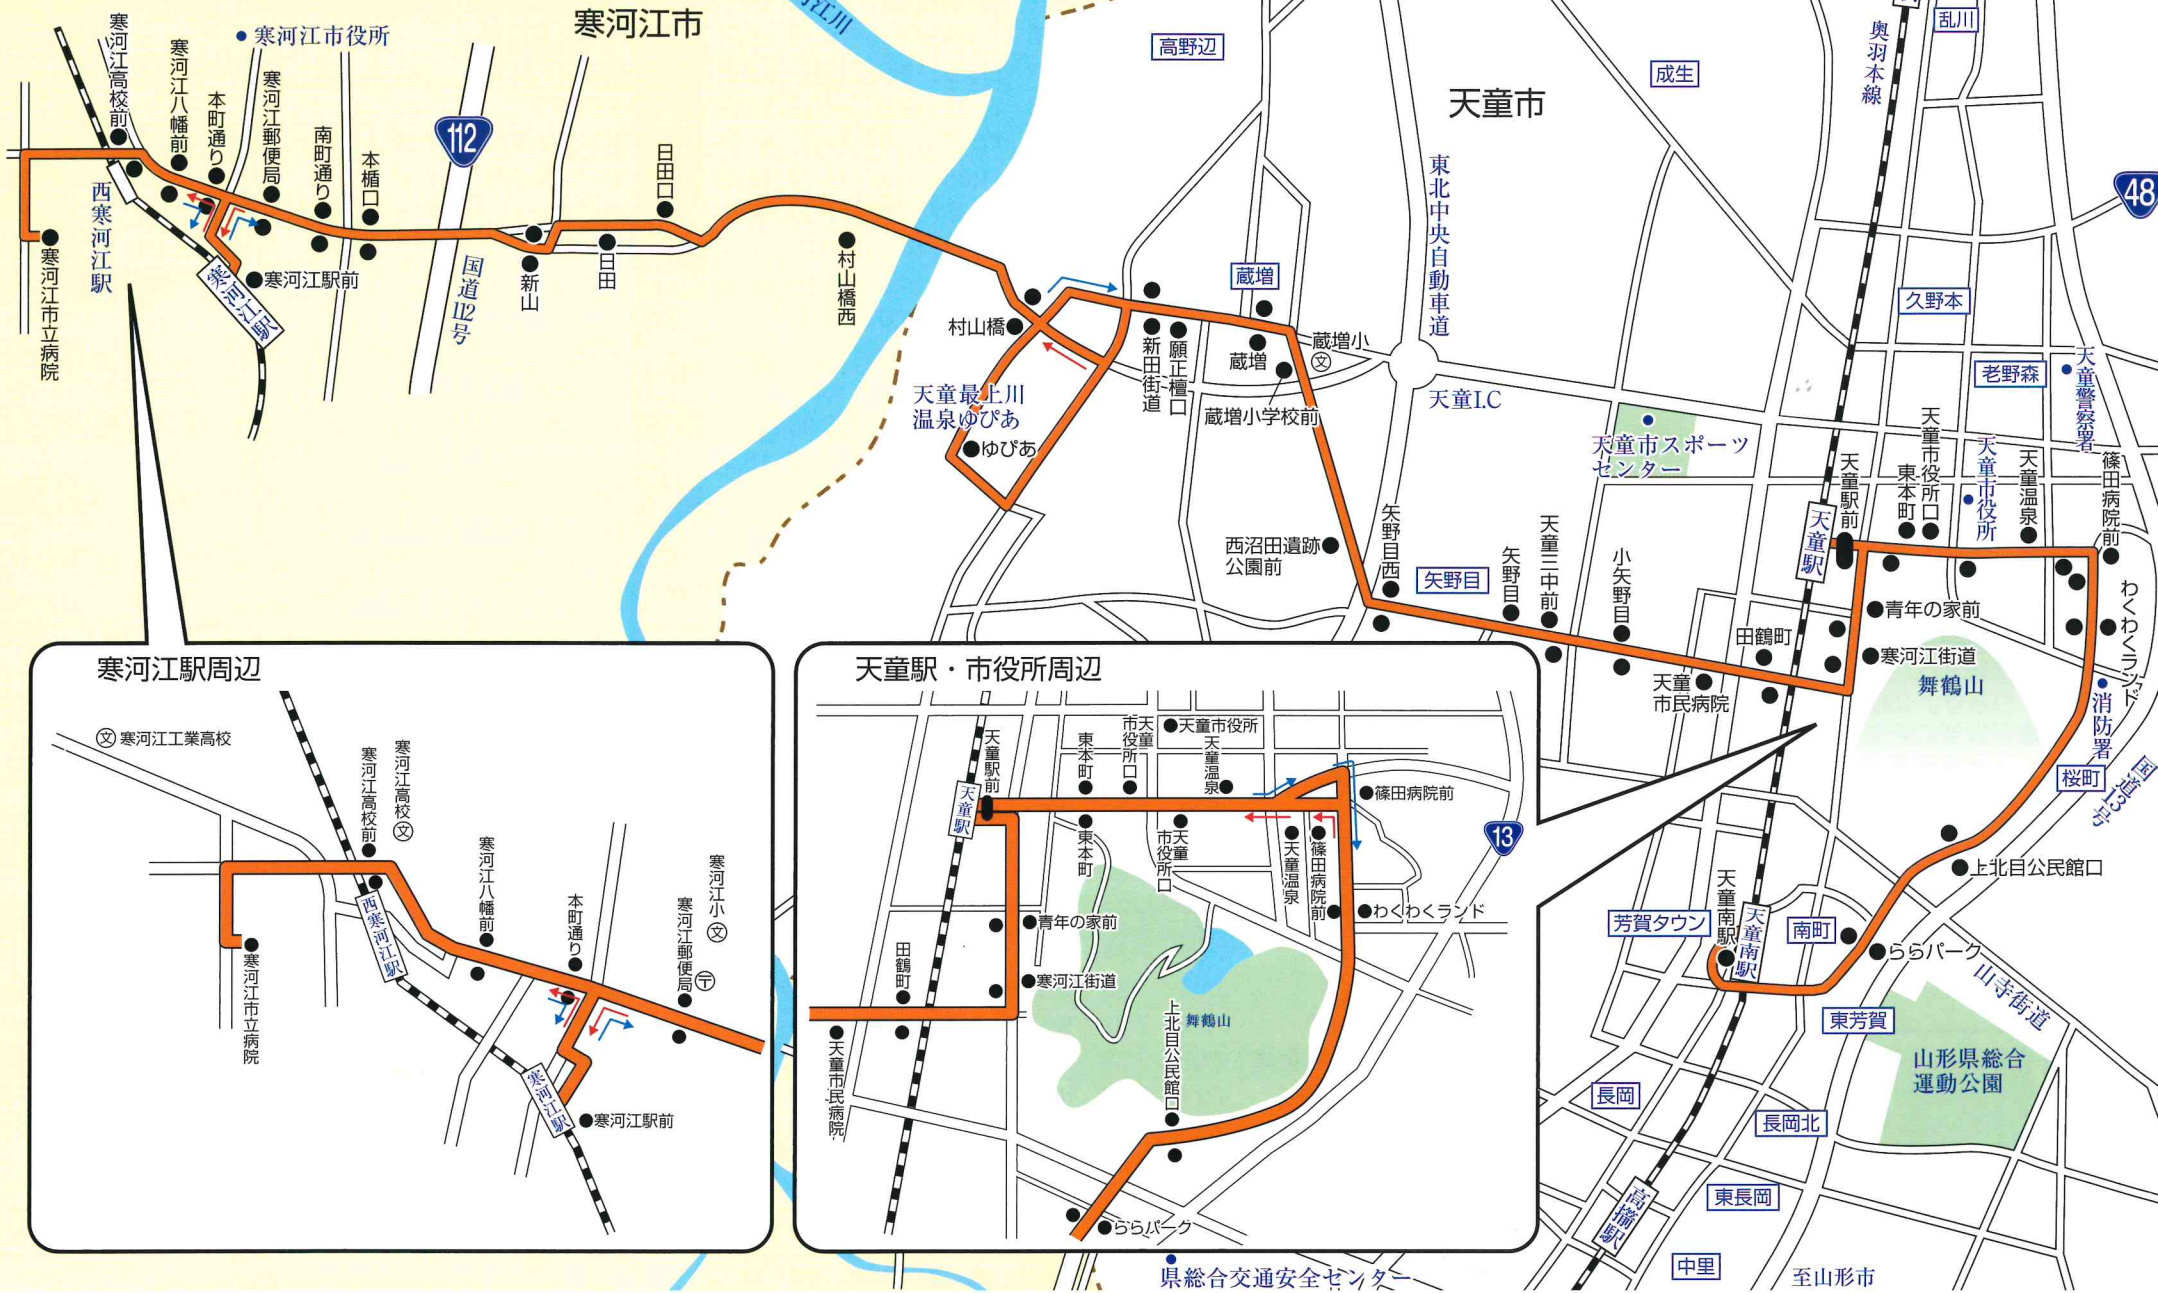 寒河江市
寒河江川
天童市
寒河江市役所
寒河江高校前
寒河江八幡前
本町通り
寒河江郵便局
南町通り
本楯口
112
国道112号
新山
日田
日田口
村山橋西
西寒河江駅
寒河江駅
寒河江駅前
寒河江市立病院
高野辺
成生
乱川
奥羽本線
48
東北中央自動車道
蔵増
久野本
老野森
天童警察署
村山橋
新田街道
願正壇口
蔵増
蔵増小
文
蔵増小学校前
天童最上川
温泉ゆぴあ
ゆぴあ
天童I.C
天童市スポーツ
センター
西沼田遺跡
公園前
矢野目西
矢野目
矢野目
天童三中前
小矢野目
天童
市民病院
田鶴町
天童駅
天童駅前
東本町
天童市役所口
天童市役所
天童温泉
篠田病院前
わくわくランド
青年の家前
寒河江街道
舞鶴山
消防署
桜町
国道13号
上北目公民館口
ららパーク
山寺街道
天童南駅
天童南駅
南町
芳賀タウン
東芳賀
山形県総合
運動公園
長岡
長岡北
東長岡
高擶駅
中里
至山形市
県総合交通安全センター
寒河江駅周辺
文寒河江工業高校
寒河江高校前
寒河江高校文
寒河江八幡前
本町通り
寒河江郵便局〒
寒河江小文
西寒河江駅
寒河江市立病院
寒河江駅
寒河江駅前
天童駅・市役所周辺
天童駅前
天童駅
東本町
天童
市役所口
天童市役所
天童温泉
篠田病院前
13
東本町
天童
市役所口
天童温泉
篠田病院前
わくわくランド
青年の家前
寒河江街道
田鶴町
天童市民病院
舞鶴山
上北目公民館口
ららパーク